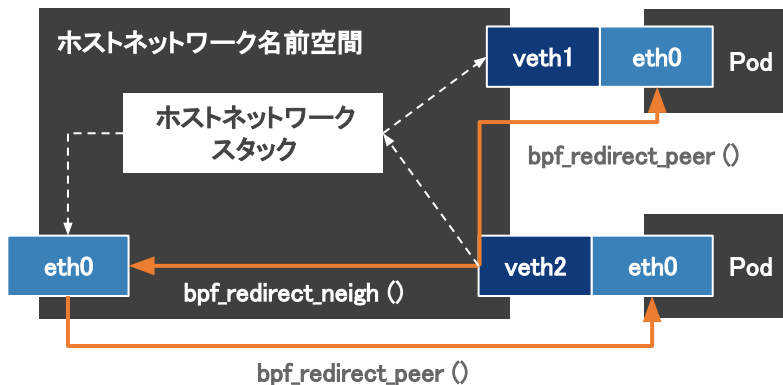 ホストネットワーク名前空間
veth1
eth0
Pod
ホストネットワーク
スタック
bpf_redirect_peer ()
eth0
veth2
eth0
Pod
bpf_redirect_neigh ()
bpf_redirect_peer ()